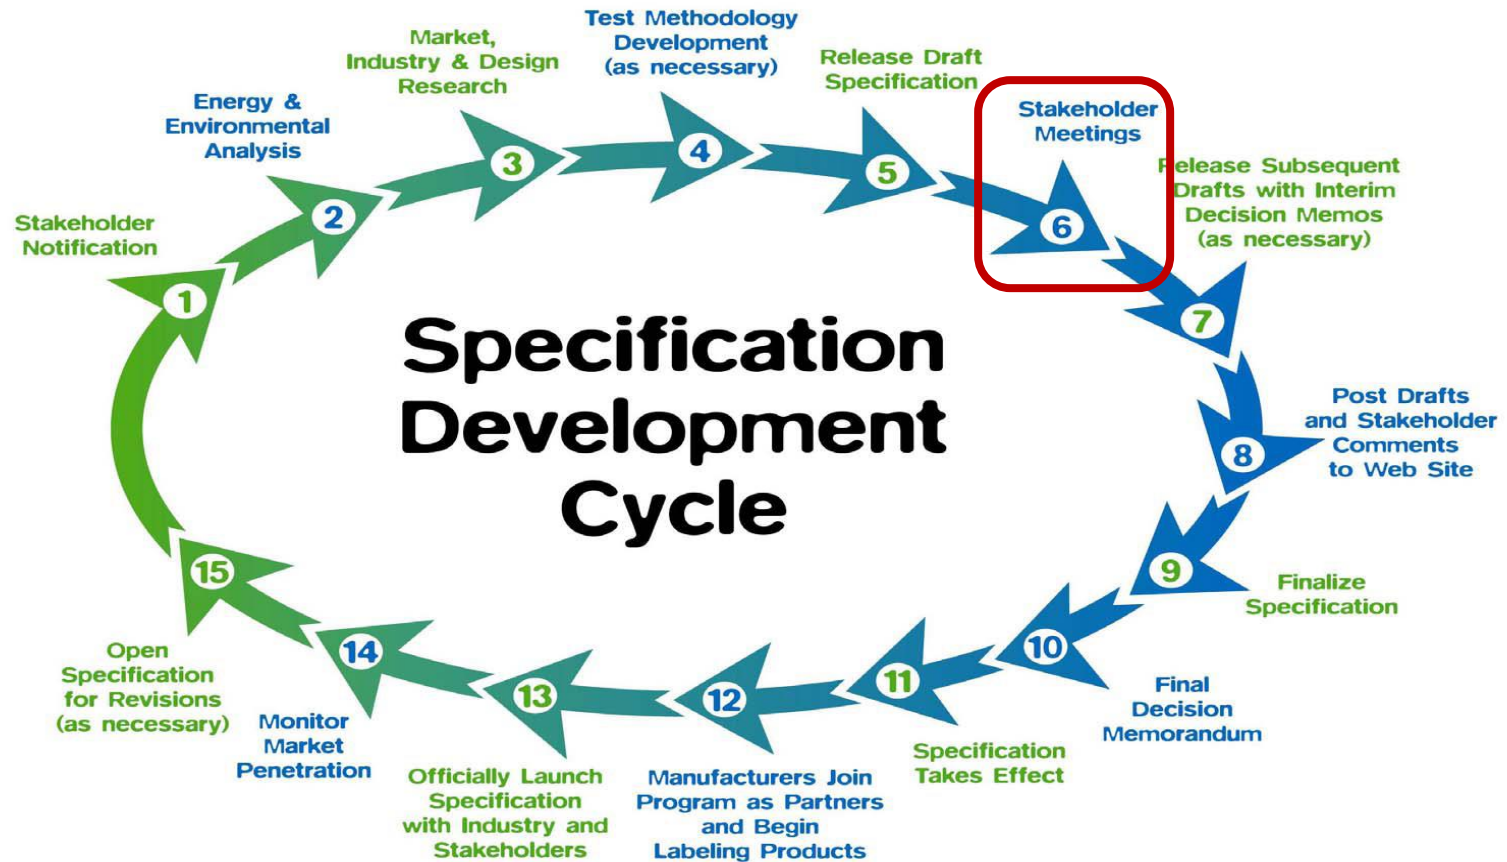 Stakeholder
Notification
1
Energy &
Environmental
Analysis
2
Market,
Industry & Design
Research
3
Test Methodology
Development
(as necessary)
4
Release Draft
Specification
5
Stakeholder
Meetings
6
Release Subsequent
Drafts with Interim
Decision Memos
(as necessary)
7
Post Drafts
and Stakeholder
Comments
to Web Site
8
Finalize
Specification
9
Final
Decision
Memorandum
10
Specification
Takes Effect
11
Manufacturers Join
Program as Partners
and Begin
Labeling Products
12
Officially Launch
Specification
with Industry and
Stakeholders
13
Monitor
Market
Penetration
14
Open
Specification
for Revisions
(as necessary)
15
Specification
Development
Cycle